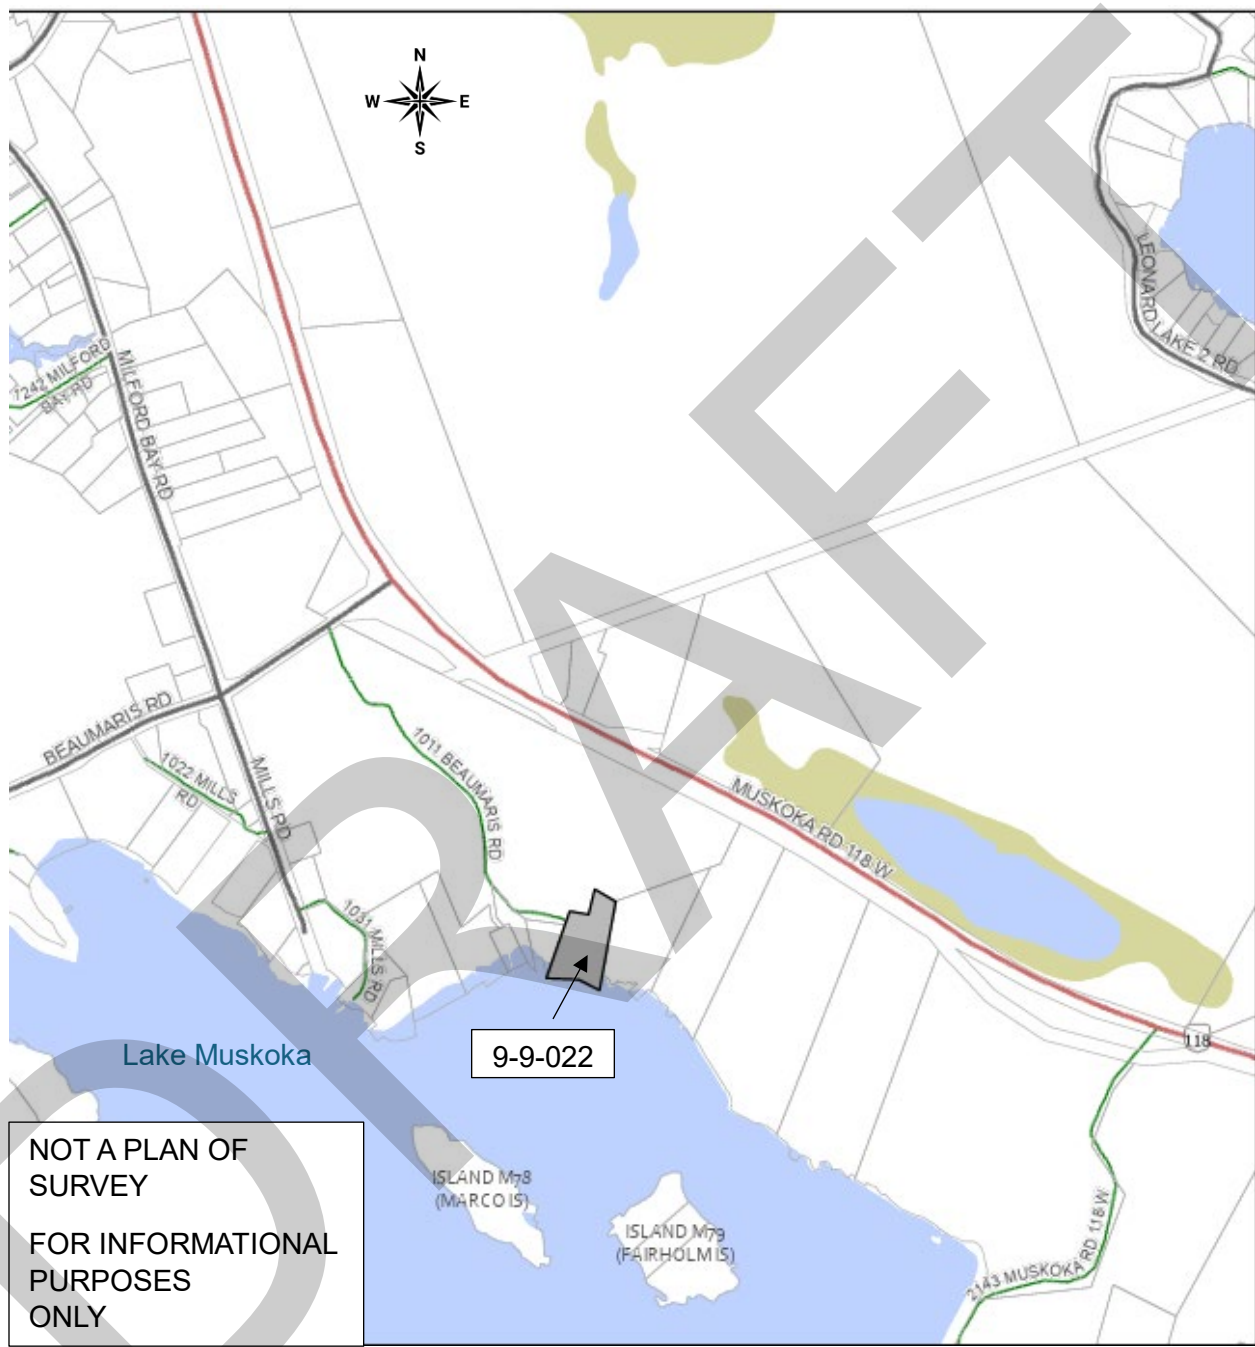 N
W E
S
LEONARD LAKE 2 RD
7242 MILFORD
BAY RD
MILFORD BAY RD
BEAUMARIS RD
1022 MILLS
RD
MILLS RD
1011 BEAUMARIS RD
1031 MILLS RD
MUSKOKA RD 118 W
118
9-9-022
Lake Muskoka
ISLAND M78
(MARCOIS)
ISLAND M79
(FAIRHOLMIS)
2143 MUSKOKA RD 118 W
NOT A PLAN OF
SURVEY
FOR INFORMATIONAL
PURPOSES
ONLY
DRAFT